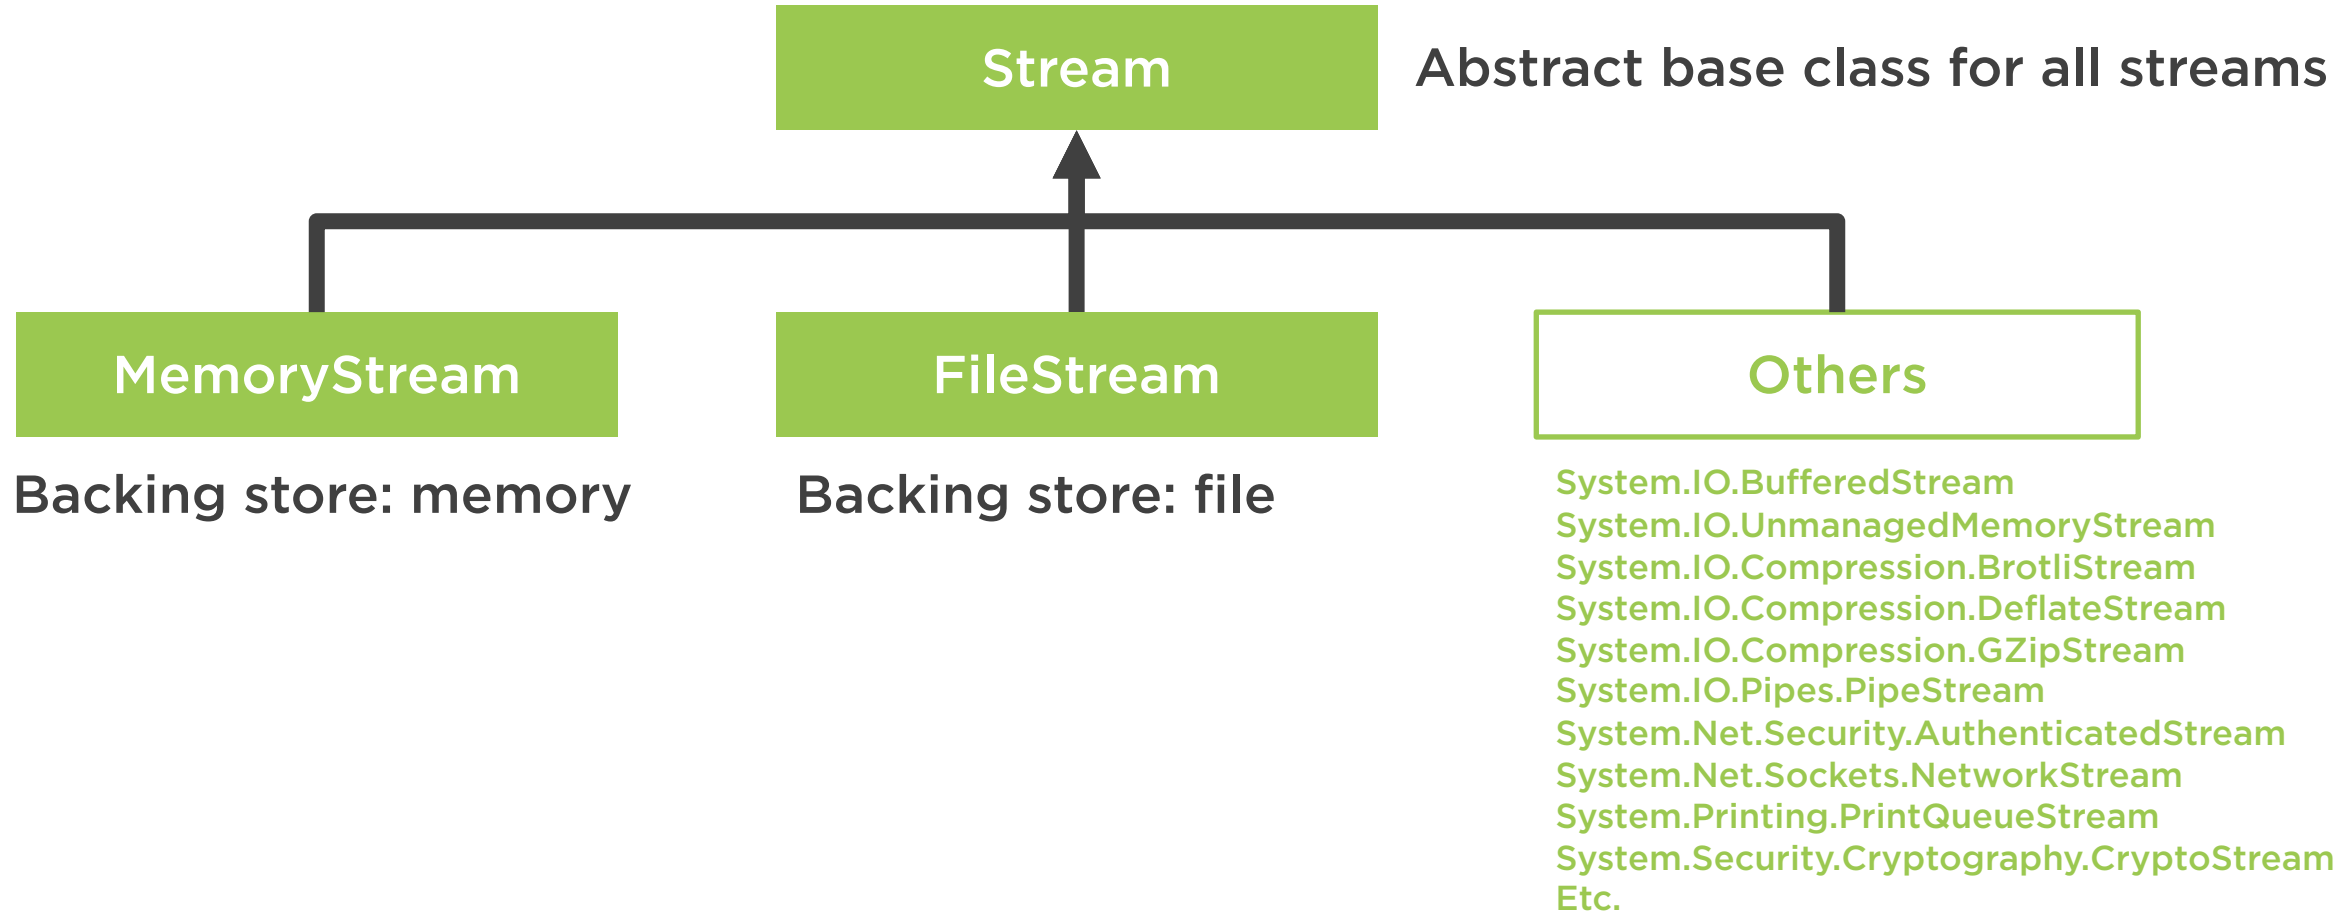 Stream
Abstract base class for all streams
MemoryStream
FileStream
Others
Backing store: memory
Backing store: file
System.IO.BufferedStream
System.IO.UnmanagedMemoryStream
System.IO.Compression.BrotliStream
System.IO.Compression.DeflateStream
System.IO.Compression.GZipStream
System.IO.Pipes.PipeStream
System.Net.Security.AuthenticatedStream
System.Net.Sockets.NetworkStream
System.Printing.PrintQueueStream
System.Security.Cryptography.CryptoStream
Etc.